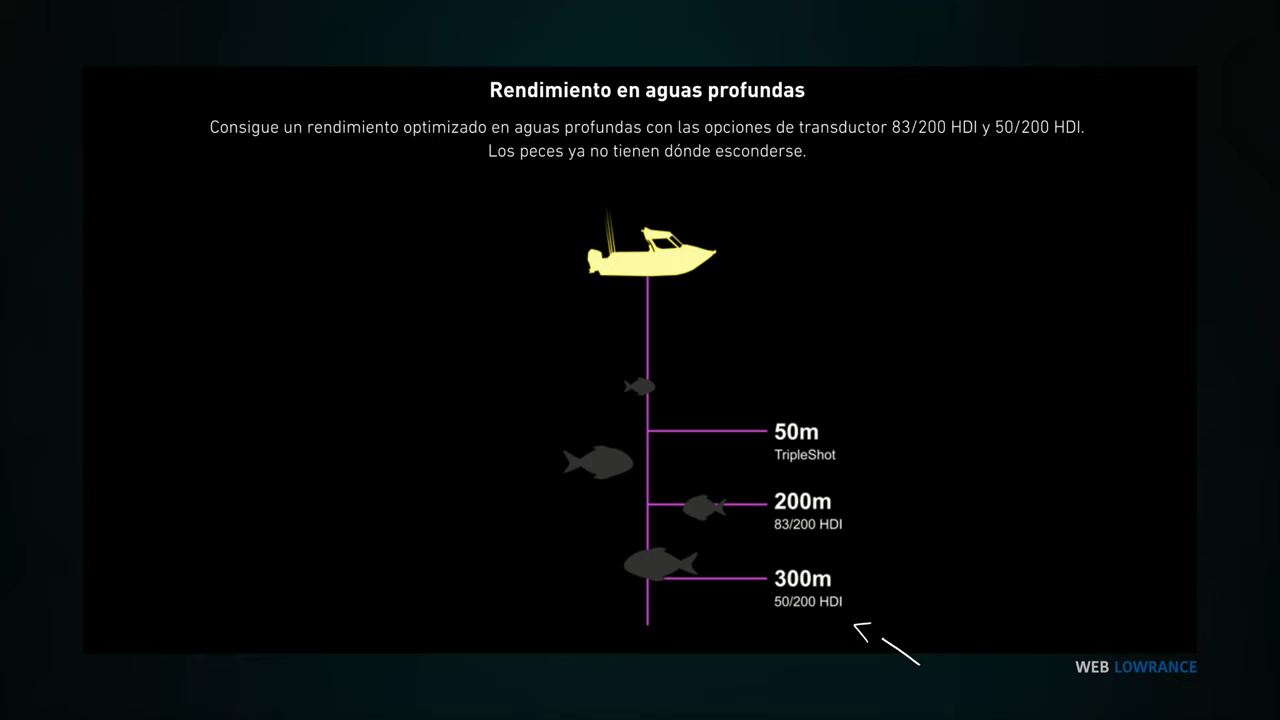 Rendimiento en aguas profundas
Consigue un rendimiento optimizado en aguas profundas con las opciones de transductor 83/200 HDI y 50/200 HDI.
Los peces ya no tienen dónde esconderse.
50m
TripleShot
200m
83/200 HDI
300m
50/200 HDI
WEB LOWRANCE